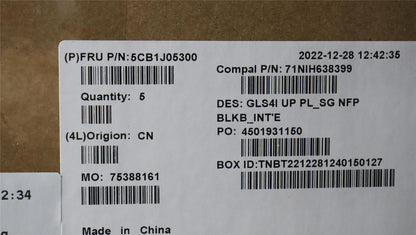 2022-12-28 12:42:35
(P)FRU P/N:5CB1J05300
Compal P/N: 71NIH638399
Quantity: 5
DES: GLS4I UP PL_SG NFP
BLKB_INT'E
(4L)Origion: CN
PO: 4501931150
BOX ID:TNBT2212281240150127
MO: 75388161
Made in China
2:34